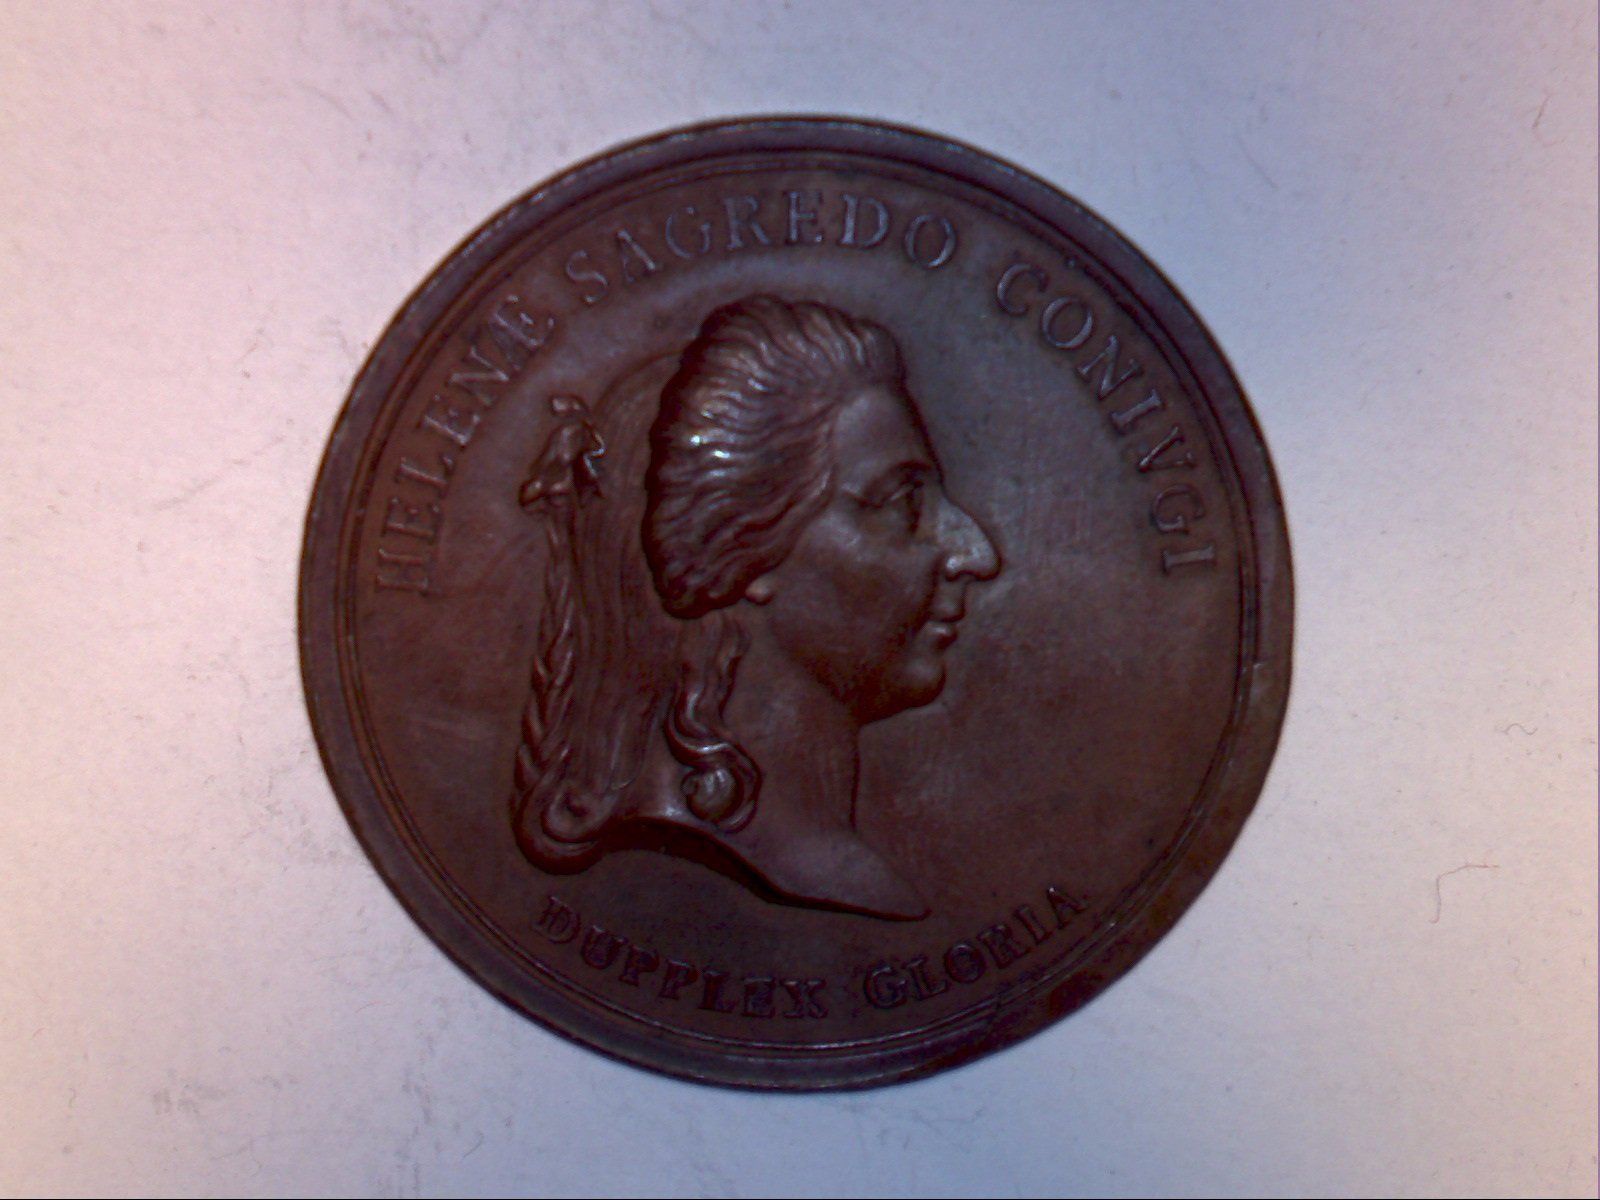 HELENÆ SAGREDO CONIVGI
DUPPLEX GLORIA